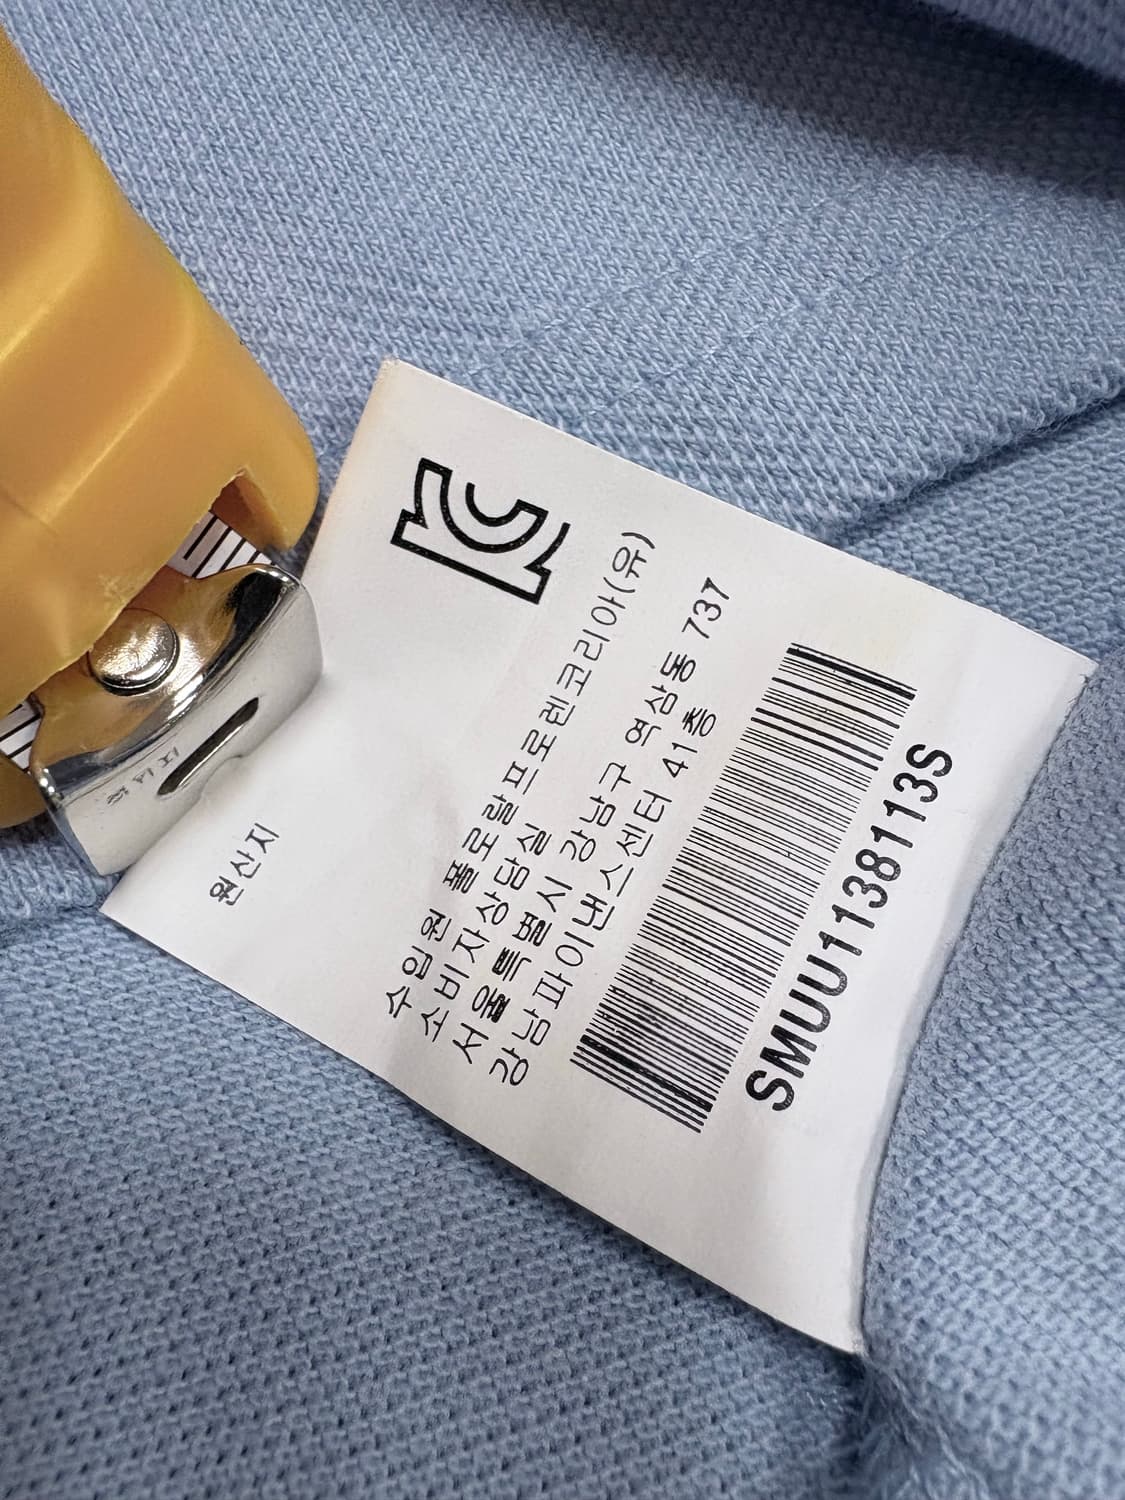 원산지
수입원 폴로랄프로렌코리아(유)
소비자상담실
서울특별시 강남구 역삼동 737
강남파이낸스센터 41층
SMUU1138113S